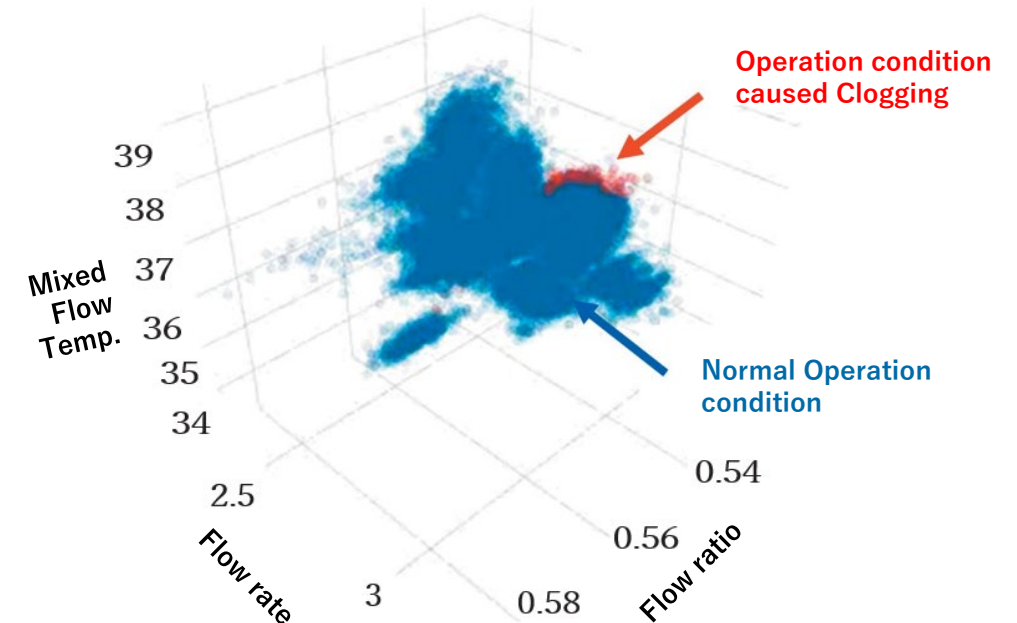 Operation condition
caused Clogging
39
38
37
36
35
34
Mixed
Flow
Temp.
Normal Operation
condition
2.5
3
Flow rate
0.54
0.56
0.58
Flow ratio